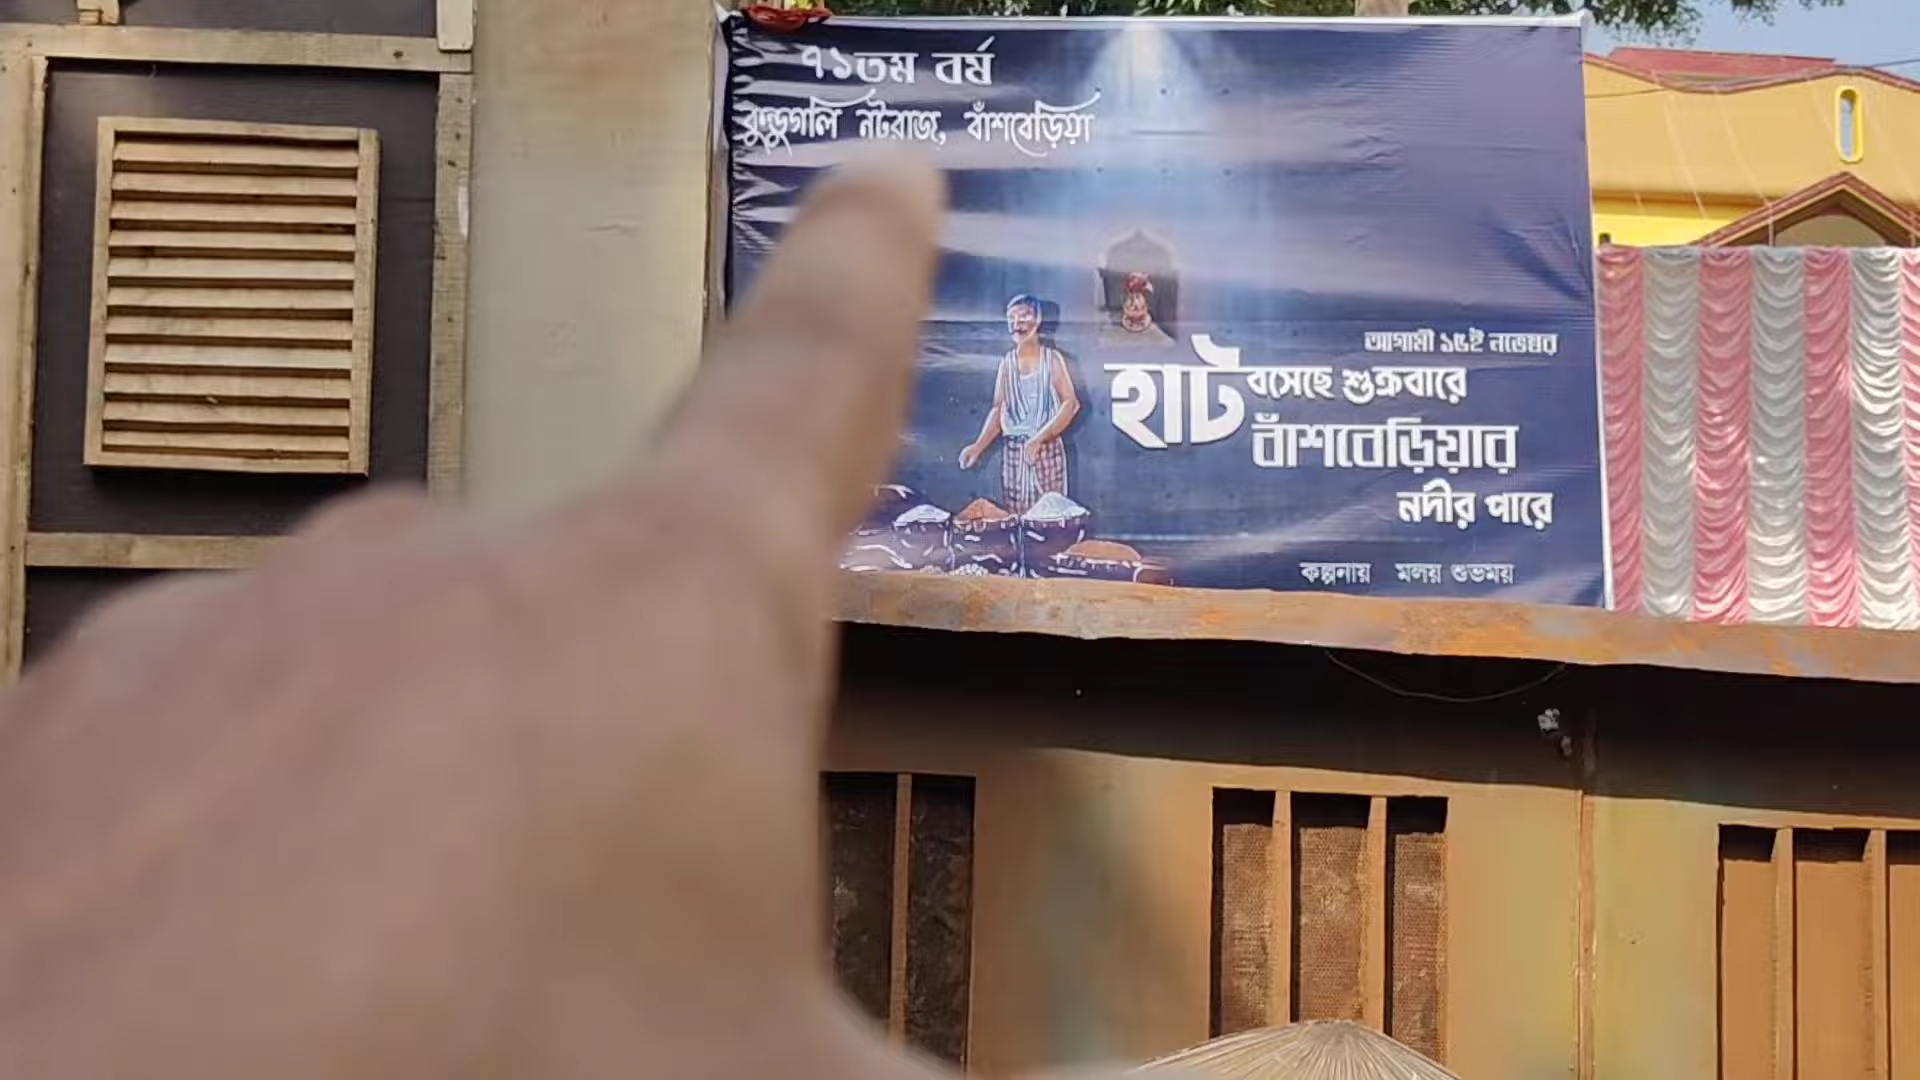 ৭১তম বর্ষ
কুন্ডুগলি নটরাজ, বাঁশবেড়িয়া
আগামী ১৫ই নভেম্বর
হাট বসেছে শুক্রবারে
বাঁশবেড়িয়ার
নদীর পারে
কল্পনায় মলয় শুভময়